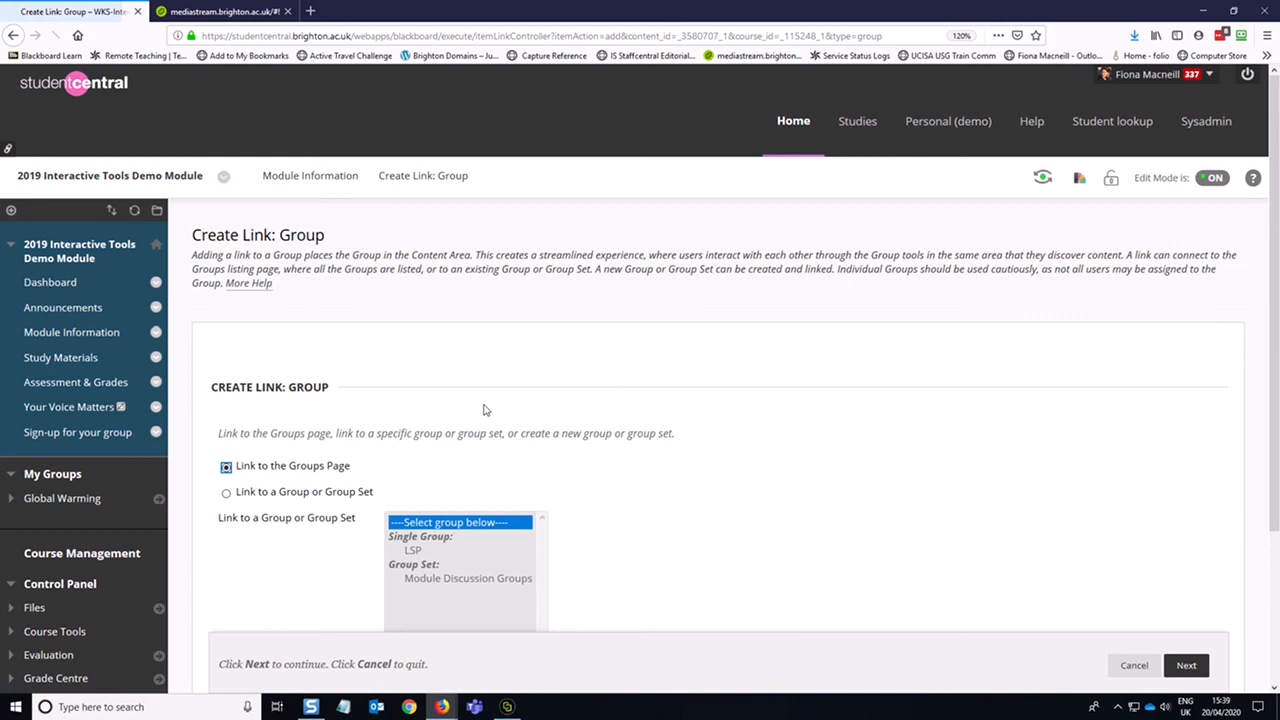 Create Link: Group – WKS-Inte
mediastream.brighton.ac.uk/#!
https://studentcentral.brighton.ac.uk/webapps/blackboard/execute/itemLinkController?itemAction=add&content_id=_3580707_1&course_id=_115248_1&type=group
120%
Blackboard Learn
Remote Teaching | Te...
Add to My Bookmarks
Active Travel Challenge
Brighton Domains – Ju...
Capture Reference
IS Staffcentral Editorial...
mediastream.brighton...
Service Status Logs
UCISA USG Train Comm
Fiona Macneill - Outlo...
Home - folio
Computer Store
studentcentral
Fiona Macneill 337
Home
Studies
Personal (demo)
Help
Student lookup
Sysadmin
2019 Interactive Tools Demo Module
Module Information
Create Link: Group
Edit Mode is: ON
?
2019 Interactive Tools
Demo Module
Dashboard
Announcements
Module Information
Study Materials
Assessment & Grades
Your Voice Matters
Sign-up for your group
My Groups
Global Warming
Course Management
Control Panel
Files
Course Tools
Evaluation
Grade Centre
Create Link: Group
Adding a link to a Group places the Group in the Content Area. This creates a streamlined experience, where users interact with each other through the Group tools in the same area that they discover content. A link can connect to the
Groups listing page, where all the Groups are listed, or to an existing Group or Group Set. A new Group or Group Set can be created and linked. Individual Groups should be used cautiously, as not all users may be assigned to the
Group. More Help
CREATE LINK: GROUP
Link to the Groups page, link to a specific group or group set, or create a new group or group set.
Link to the Groups Page
Link to a Group or Group Set
Link to a Group or Group Set
----Select group below----
Single Group:
LSP
Group Set:
Module Discussion Groups
Click Next to continue. Click Cancel to quit.
Cancel
Next
Type here to search
ENG
UK
15:39
20/04/2020